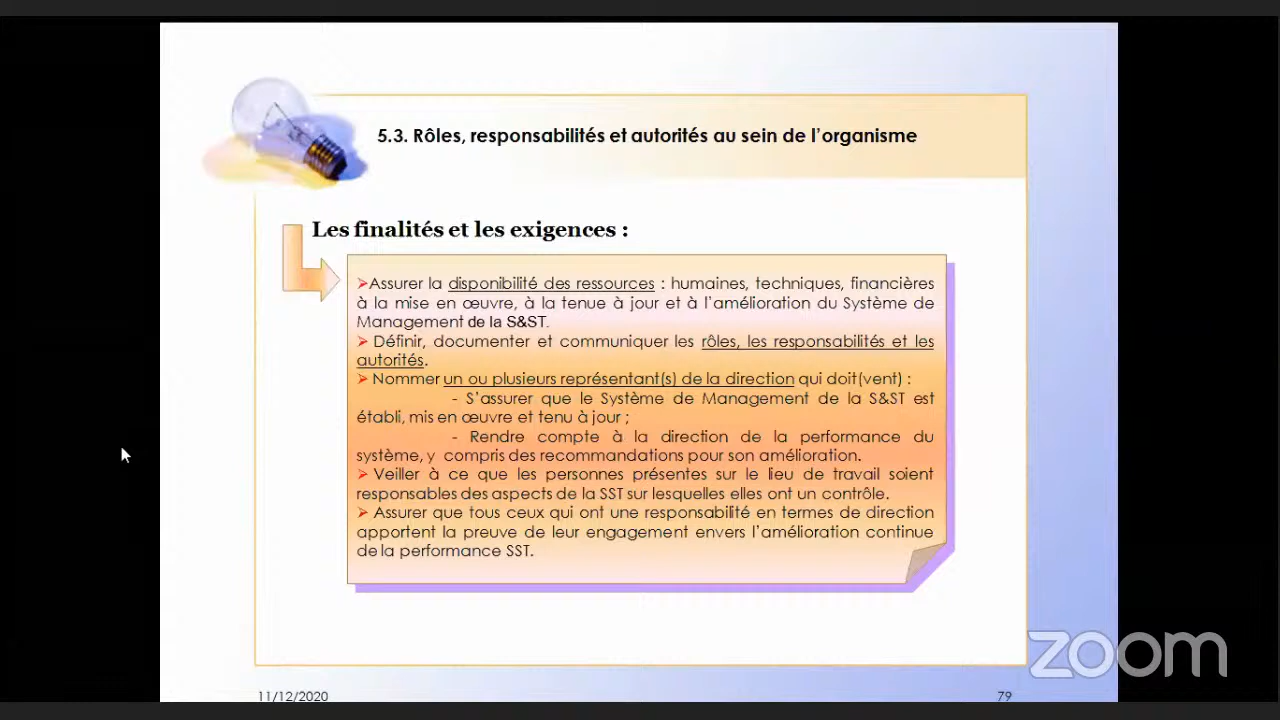 5.3. Rôles, responsabilités et autorités au sein de l’organisme
Les finalités et les exigences :
➢Assurer la disponibilité des ressources : humaines, techniques, financières
à la mise en œuvre, à la tenue à jour et à l’amélioration du Système de
Management de la S&ST.
➢ Définir, documenter et communiquer les rôles, les responsabilités et les
autorités.
➢ Nommer un ou plusieurs représentant(s) de la direction qui doit(vent) :
- S’assurer que le Système de Management de la S&ST est
établi, mis en œuvre et tenu à jour ;
- Rendre compte à la direction de la performance du
système, y compris des recommandations pour son amélioration.
➢ Veiller à ce que les personnes présentes sur le lieu de travail soient
responsables des aspects de la SST sur lesquelles elles ont un contrôle.
➢ Assurer que tous ceux qui ont une responsabilité en termes de direction
apportent la preuve de leur engagement envers l’amélioration continue
de la performance SST.
zoom
11/12/2020
79